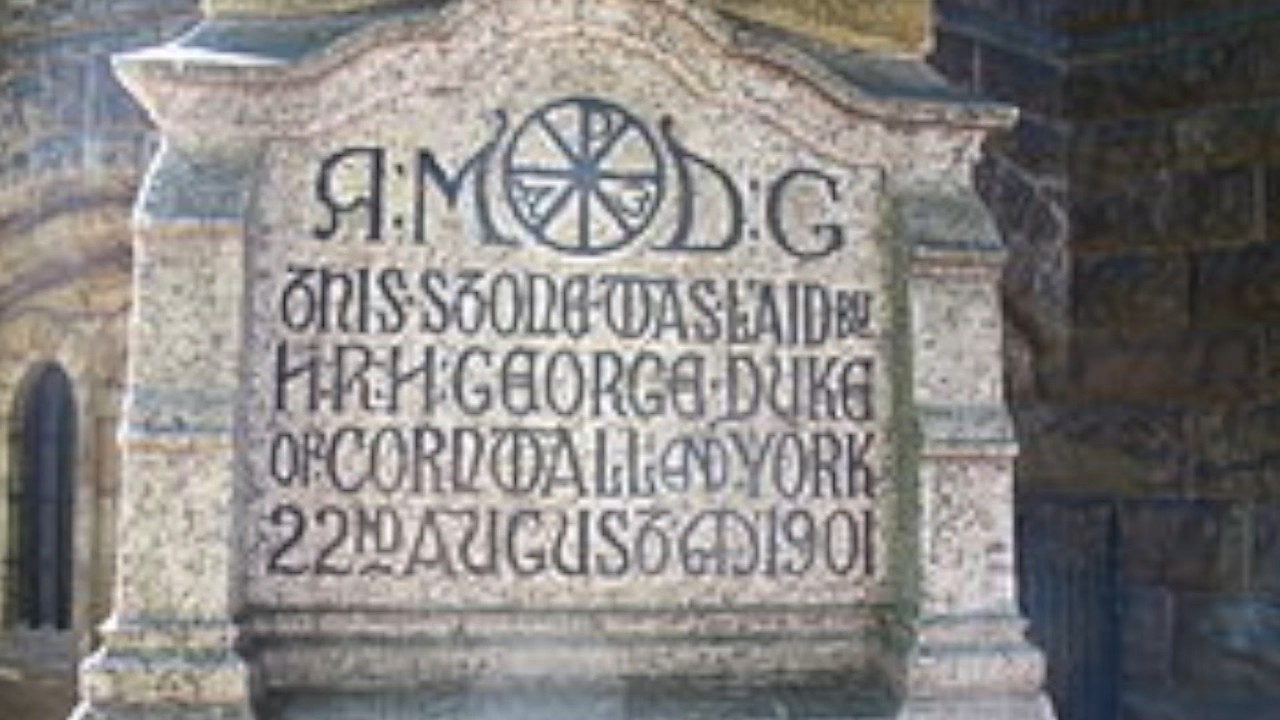 A:M D:G
THIS·STONE·WAS·LAID BY
H.R.H: GEORGE·DUKE
OF·CORNWALL AND YORK
22ND AUGUST AD 1901